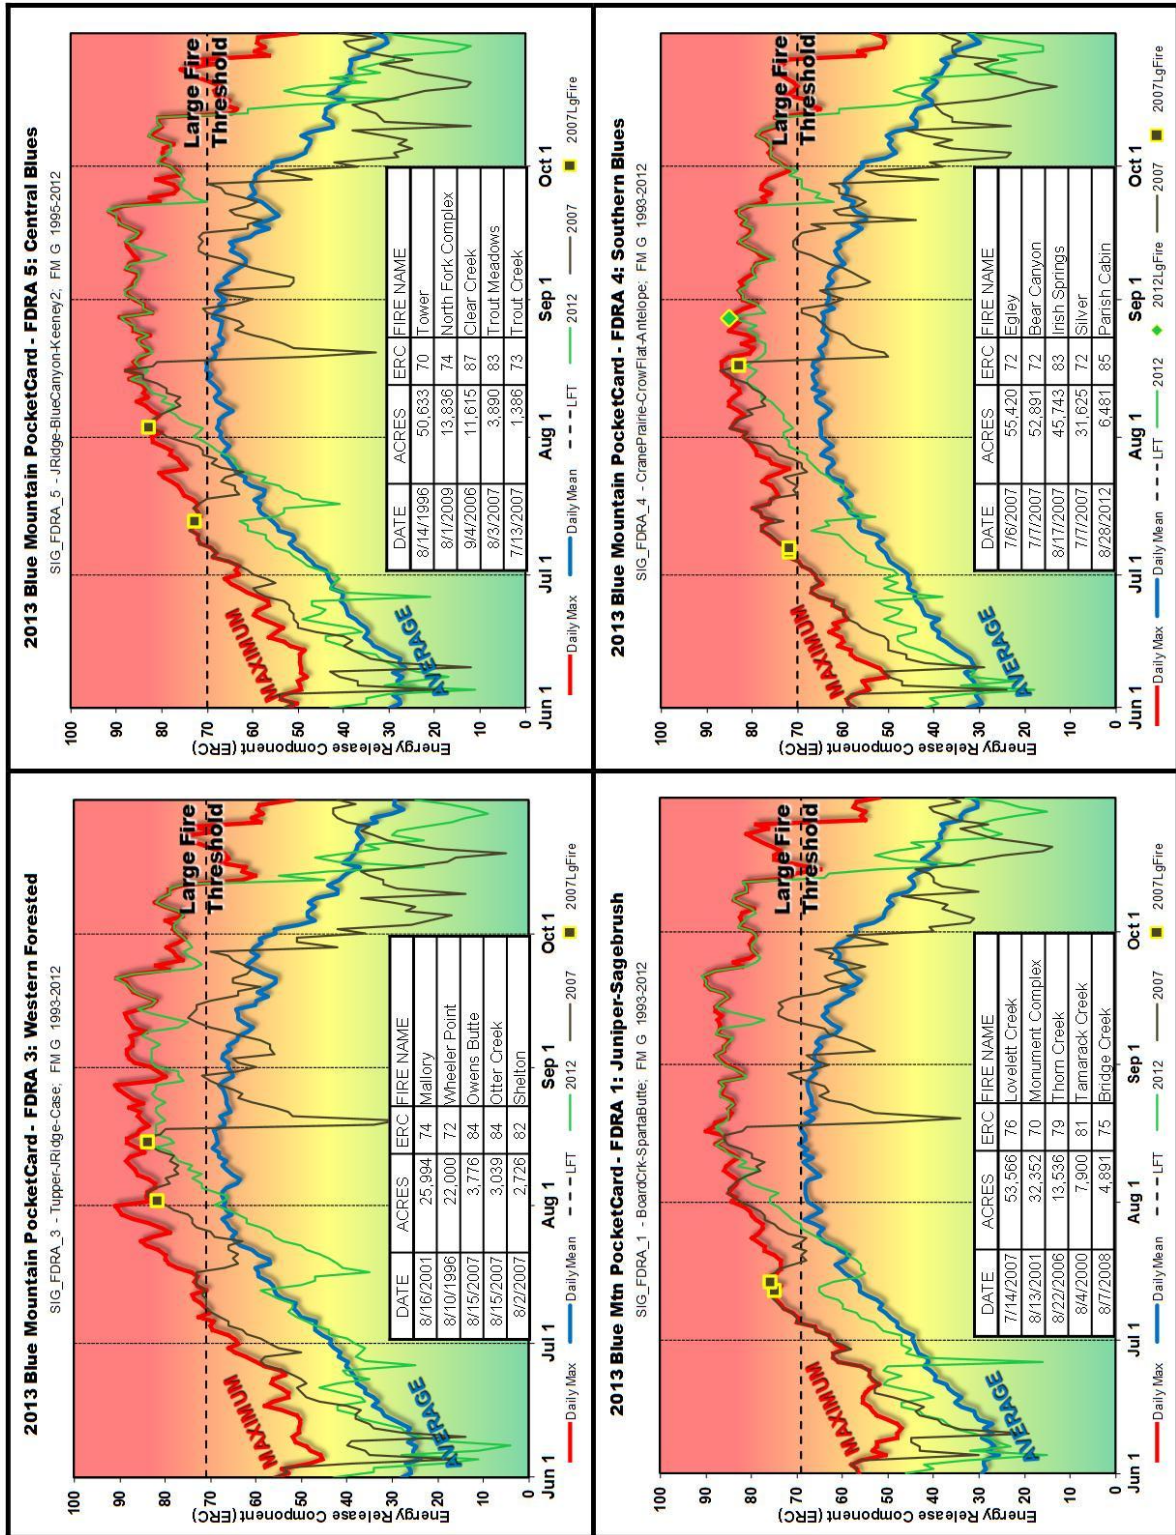 2013 Blue Mountain PocketCard - FDRA 3: Western Forested
SIG_FDRA_3 - Tupper-JRidge-Case; FM G 1993-2012
Energy Release Component (ERC)
100
90
80
70
60
50
40
30
20
10
0
MAXIMUM
AVERAGE
Large Fire
Threshold
DATE ACRES ERC FIRE NAME
8/16/2001 25,994 74 Mallory
8/10/1996 22,000 72 Wheeler Point
8/15/2007 3,776 84 Owens Butte
8/15/2007 3,039 84 Otter Creek
8/2/2007 2,726 82 Shelton
Jun 1 Jul 1 Aug 1 Sep 1 Oct 1
Daily Max Daily Mean LFT 2012 2007 2007LgFire
2013 Blue Mountain PocketCard - FDRA 5: Central Blues
SIG_FDRA_5 - JRidge-BlueCanyon-Keeney2; FM G 1995-2012
Energy Release Component (ERC)
100
90
80
70
60
50
40
30
20
10
0
MAXIMUM
AVERAGE
Large Fire
Threshold
DATE ACRES ERC FIRE NAME
8/14/1996 50,633 70 Tower
8/1/2009 13,836 74 North Fork Complex
9/4/2006 11,615 87 Clear Creek
8/3/2007 3,890 83 Trout Meadows
7/13/2007 1,386 73 Trout Creek
Jun 1 Jul 1 Aug 1 Sep 1 Oct 1
Daily Max Daily Mean LFT 2012 2007 2007LgFire
2013 Blue Mtn PocketCard - FDRA 1: Juniper-Sagebrush
SIG_FDRA_1 - BoardCrk-SpartaButte; FM G 1993-2012
Energy Release Component (ERC)
100
90
80
70
60
50
40
30
20
10
0
MAXIMUM
AVERAGE
Large Fire
Threshold
DATE ACRES ERC FIRE NAME
7/14/2007 53,566 76 Lovelett Creek
8/13/2001 32,352 70 Monument Complex
8/22/2006 13,536 79 Thorn Creek
8/4/2000 7,900 81 Tamarack Creek
8/7/2008 4,891 75 Bridge Creek
Jun 1 Jul 1 Aug 1 Sep 1 Oct 1
Daily Max Daily Mean LFT 2012 2007 2007LgFire
2013 Blue Mountain PocketCard - FDRA 4: Southern Blues
SIG_FDRA_4 - CranePrairie-CrowFlat-Antelope; FM G 1993-2012
Energy Release Component (ERC)
100
90
80
70
60
50
40
30
20
10
0
MAXIMUM
AVERAGE
Large Fire
Threshold
DATE ACRES ERC FIRE NAME
7/6/2007 55,420 72 Egley
7/7/2007 52,891 72 Bear Canyon
8/17/2007 45,743 83 Irish Springs
7/7/2007 31,625 72 Silver
8/28/2012 6,481 85 Parish Cabin
Jun 1 Jul 1 Aug 1 Sep 1 Oct 1
Daily Max Daily Mean LFT 2012 2012LgFire 2007 2007LgFire